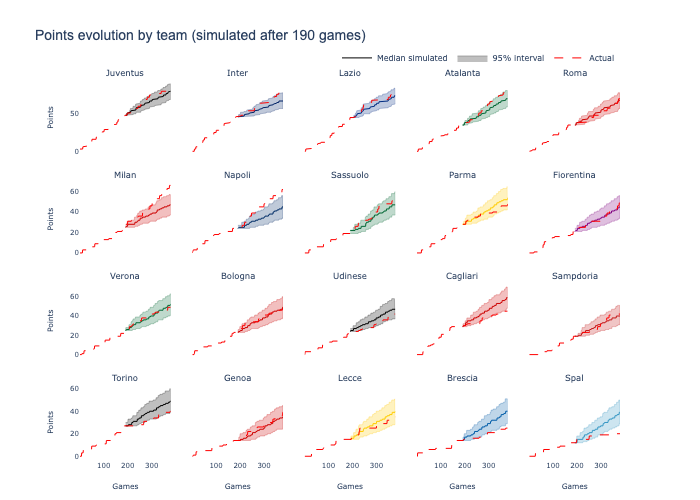 Points evolution by team (simulated after 190 games)
Median simulated 95% interval Actual
Juventus Inter Lazio Atalanta Roma
Points
50
0
Milan Napoli Sassuolo Parma Fiorentina
Points
60
40
20
0
Verona Bologna Udinese Cagliari Sampdoria
Points
60
40
20
0
Torino Genoa Lecce Brescia Spal
Points
60
40
20
0
100 200 300 100 200 300 100 200 300 100 200 300 100 200 300
Games Games Games Games Games